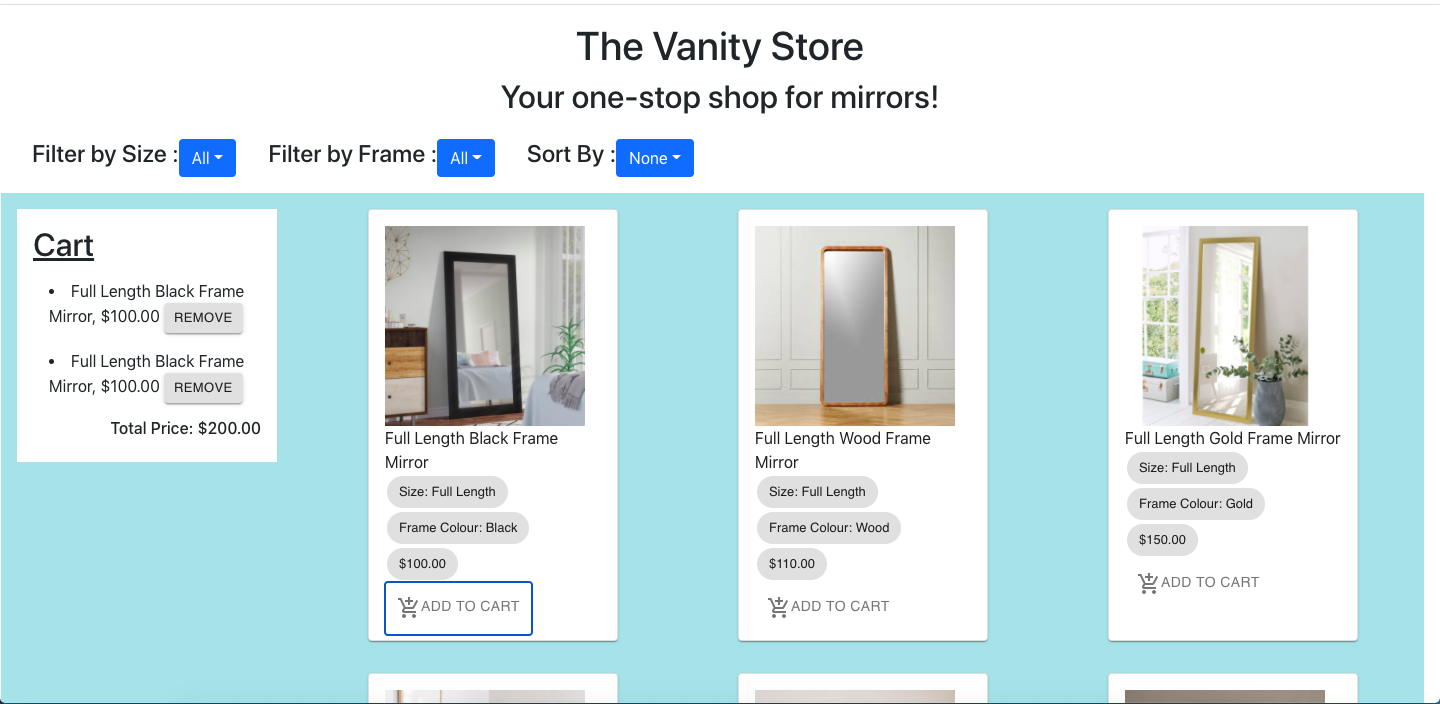 The Vanity Store
Your one-stop shop for mirrors!
Filter by Size : All
Filter by Frame : All
Sort By : None
Cart
• Full Length Black Frame
Mirror, $100.00 REMOVE
• Full Length Black Frame
Mirror, $100.00 REMOVE
Total Price: $200.00
Full Length Black Frame
Mirror
Size: Full Length
Frame Colour: Black
$100.00
ADD TO CART
Full Length Wood Frame
Mirror
Size: Full Length
Frame Colour: Wood
$110.00
ADD TO CART
Full Length Gold Frame Mirror
Size: Full Length
Frame Colour: Gold
$150.00
ADD TO CART